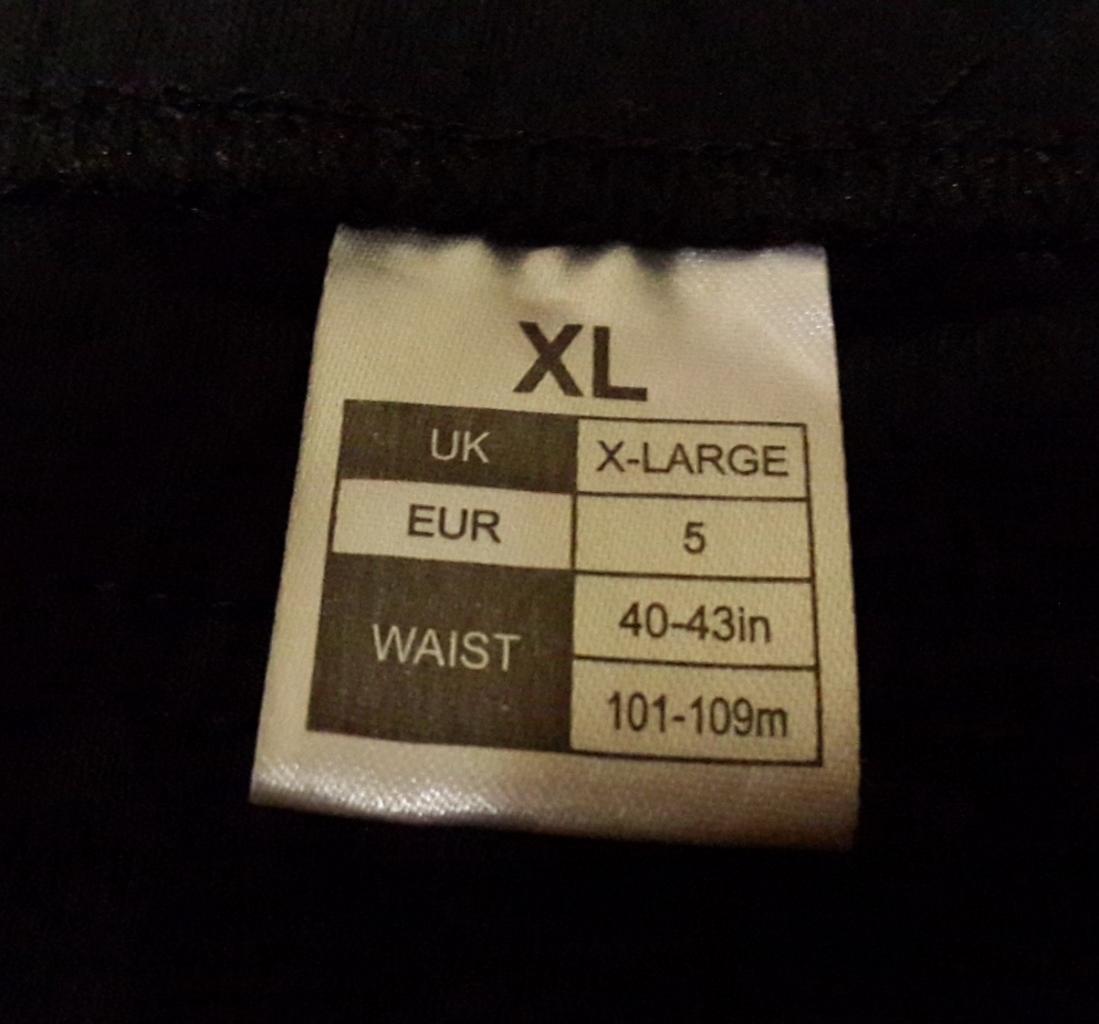 XL
UK X-LARGE
EUR 5
WAIST 40-43in
101-109m